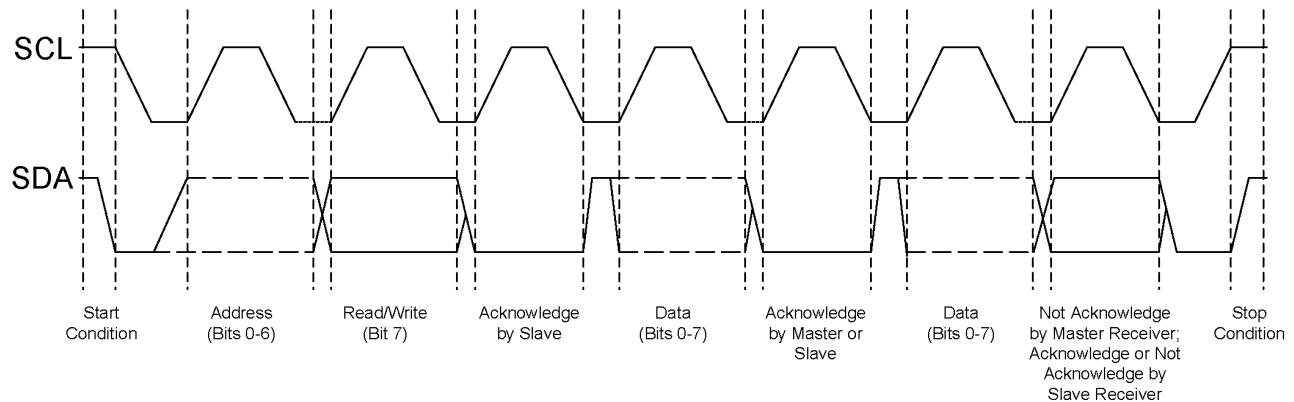 SCL
SDA
Start
Condition
Address
(Bits 0-6)
Read/Write
(Bit 7)
Acknowledge
by Slave
Data
(Bits 0-7)
Acknowledge
by Master or
Slave
Data
(Bits 0-7)
Not Acknowledge
by Master Receiver;
Acknowledge or Not
Acknowledge by
Slave Receiver
Stop
Condition